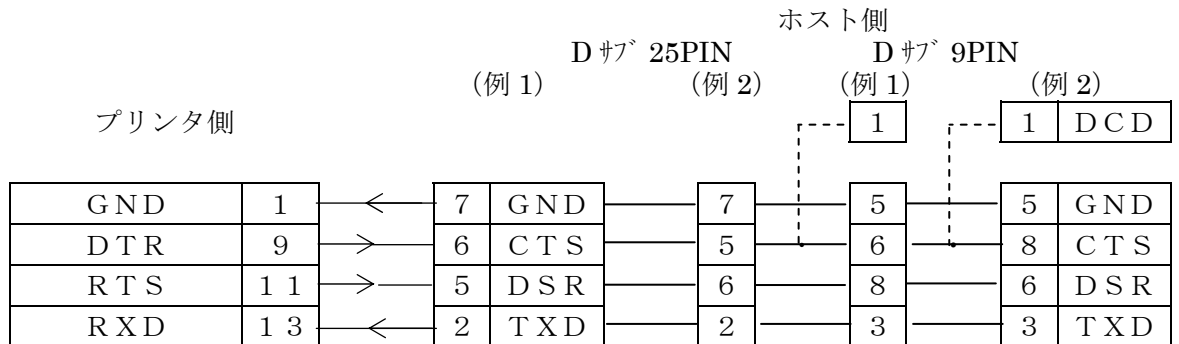 ホスト側
Dサブ 25PIN Dサブ 9PIN
(例1) (例2) (例1) (例2)
プリンタ側 1 1 DCD
GND 1 7 GND 7 5 5 GND
DTR 9 6 CTS 5 6 8 CTS
RTS 11 5 DSR 6 8 6 DSR
RXD 13 2 TXD 2 3 3 TXD